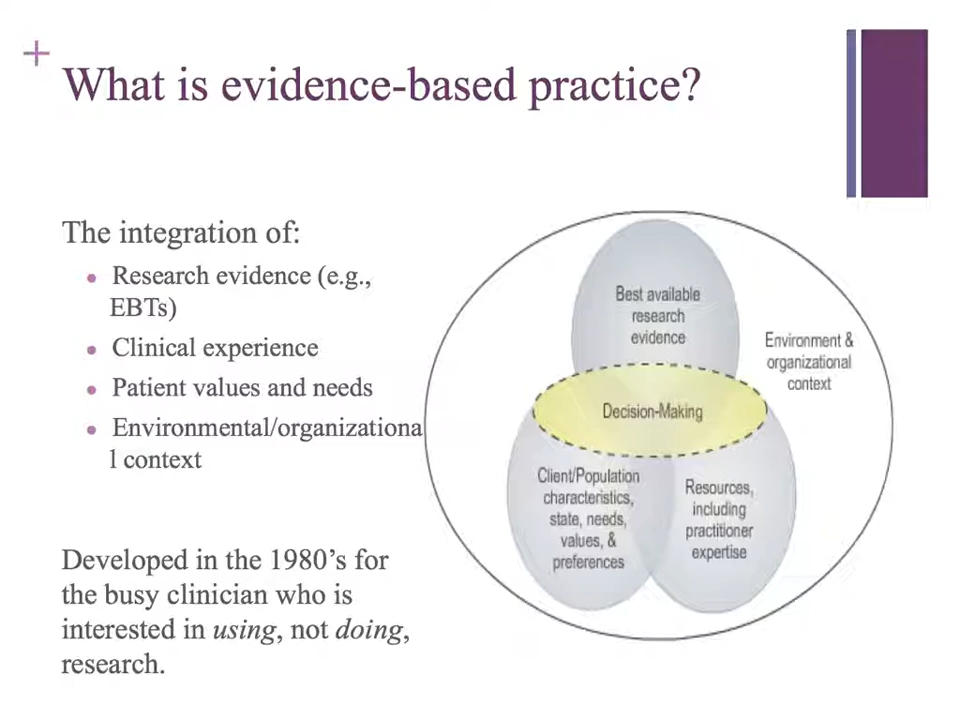 +
What is evidence-based practice?
The integration of:
• Research evidence (e.g.,
EBTs)
• Clinical experience
• Patient values and needs
• Environmental/organizationa
l context
Developed in the 1980’s for
the busy clinician who is
interested in using, not doing,
research.
Best available
research
evidence
Environment &
organizational
context
Decision-Making
Client/Population
characteristics,
state, needs,
values, &
preferences
Resources,
including
practitioner
expertise